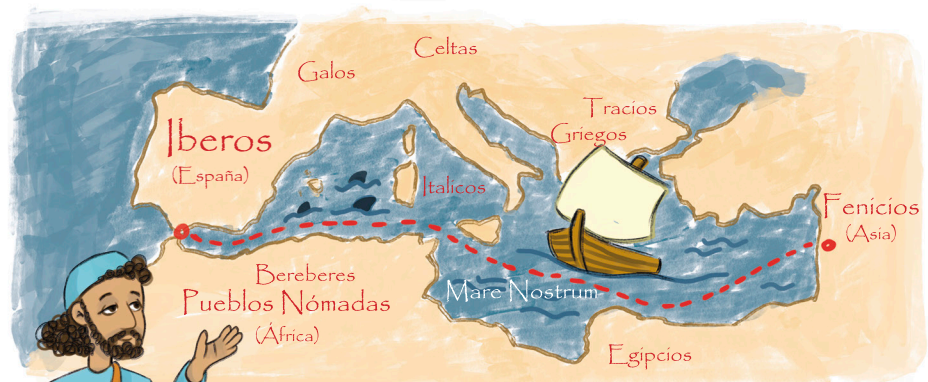 Celtas
Galos
Tracios
Griegos
Iberos
(España)
Italicos
Fenicios
(Asia)
Bereberes
Pueblos Nómadas
(África)
Mare Nostrum
Egipcios